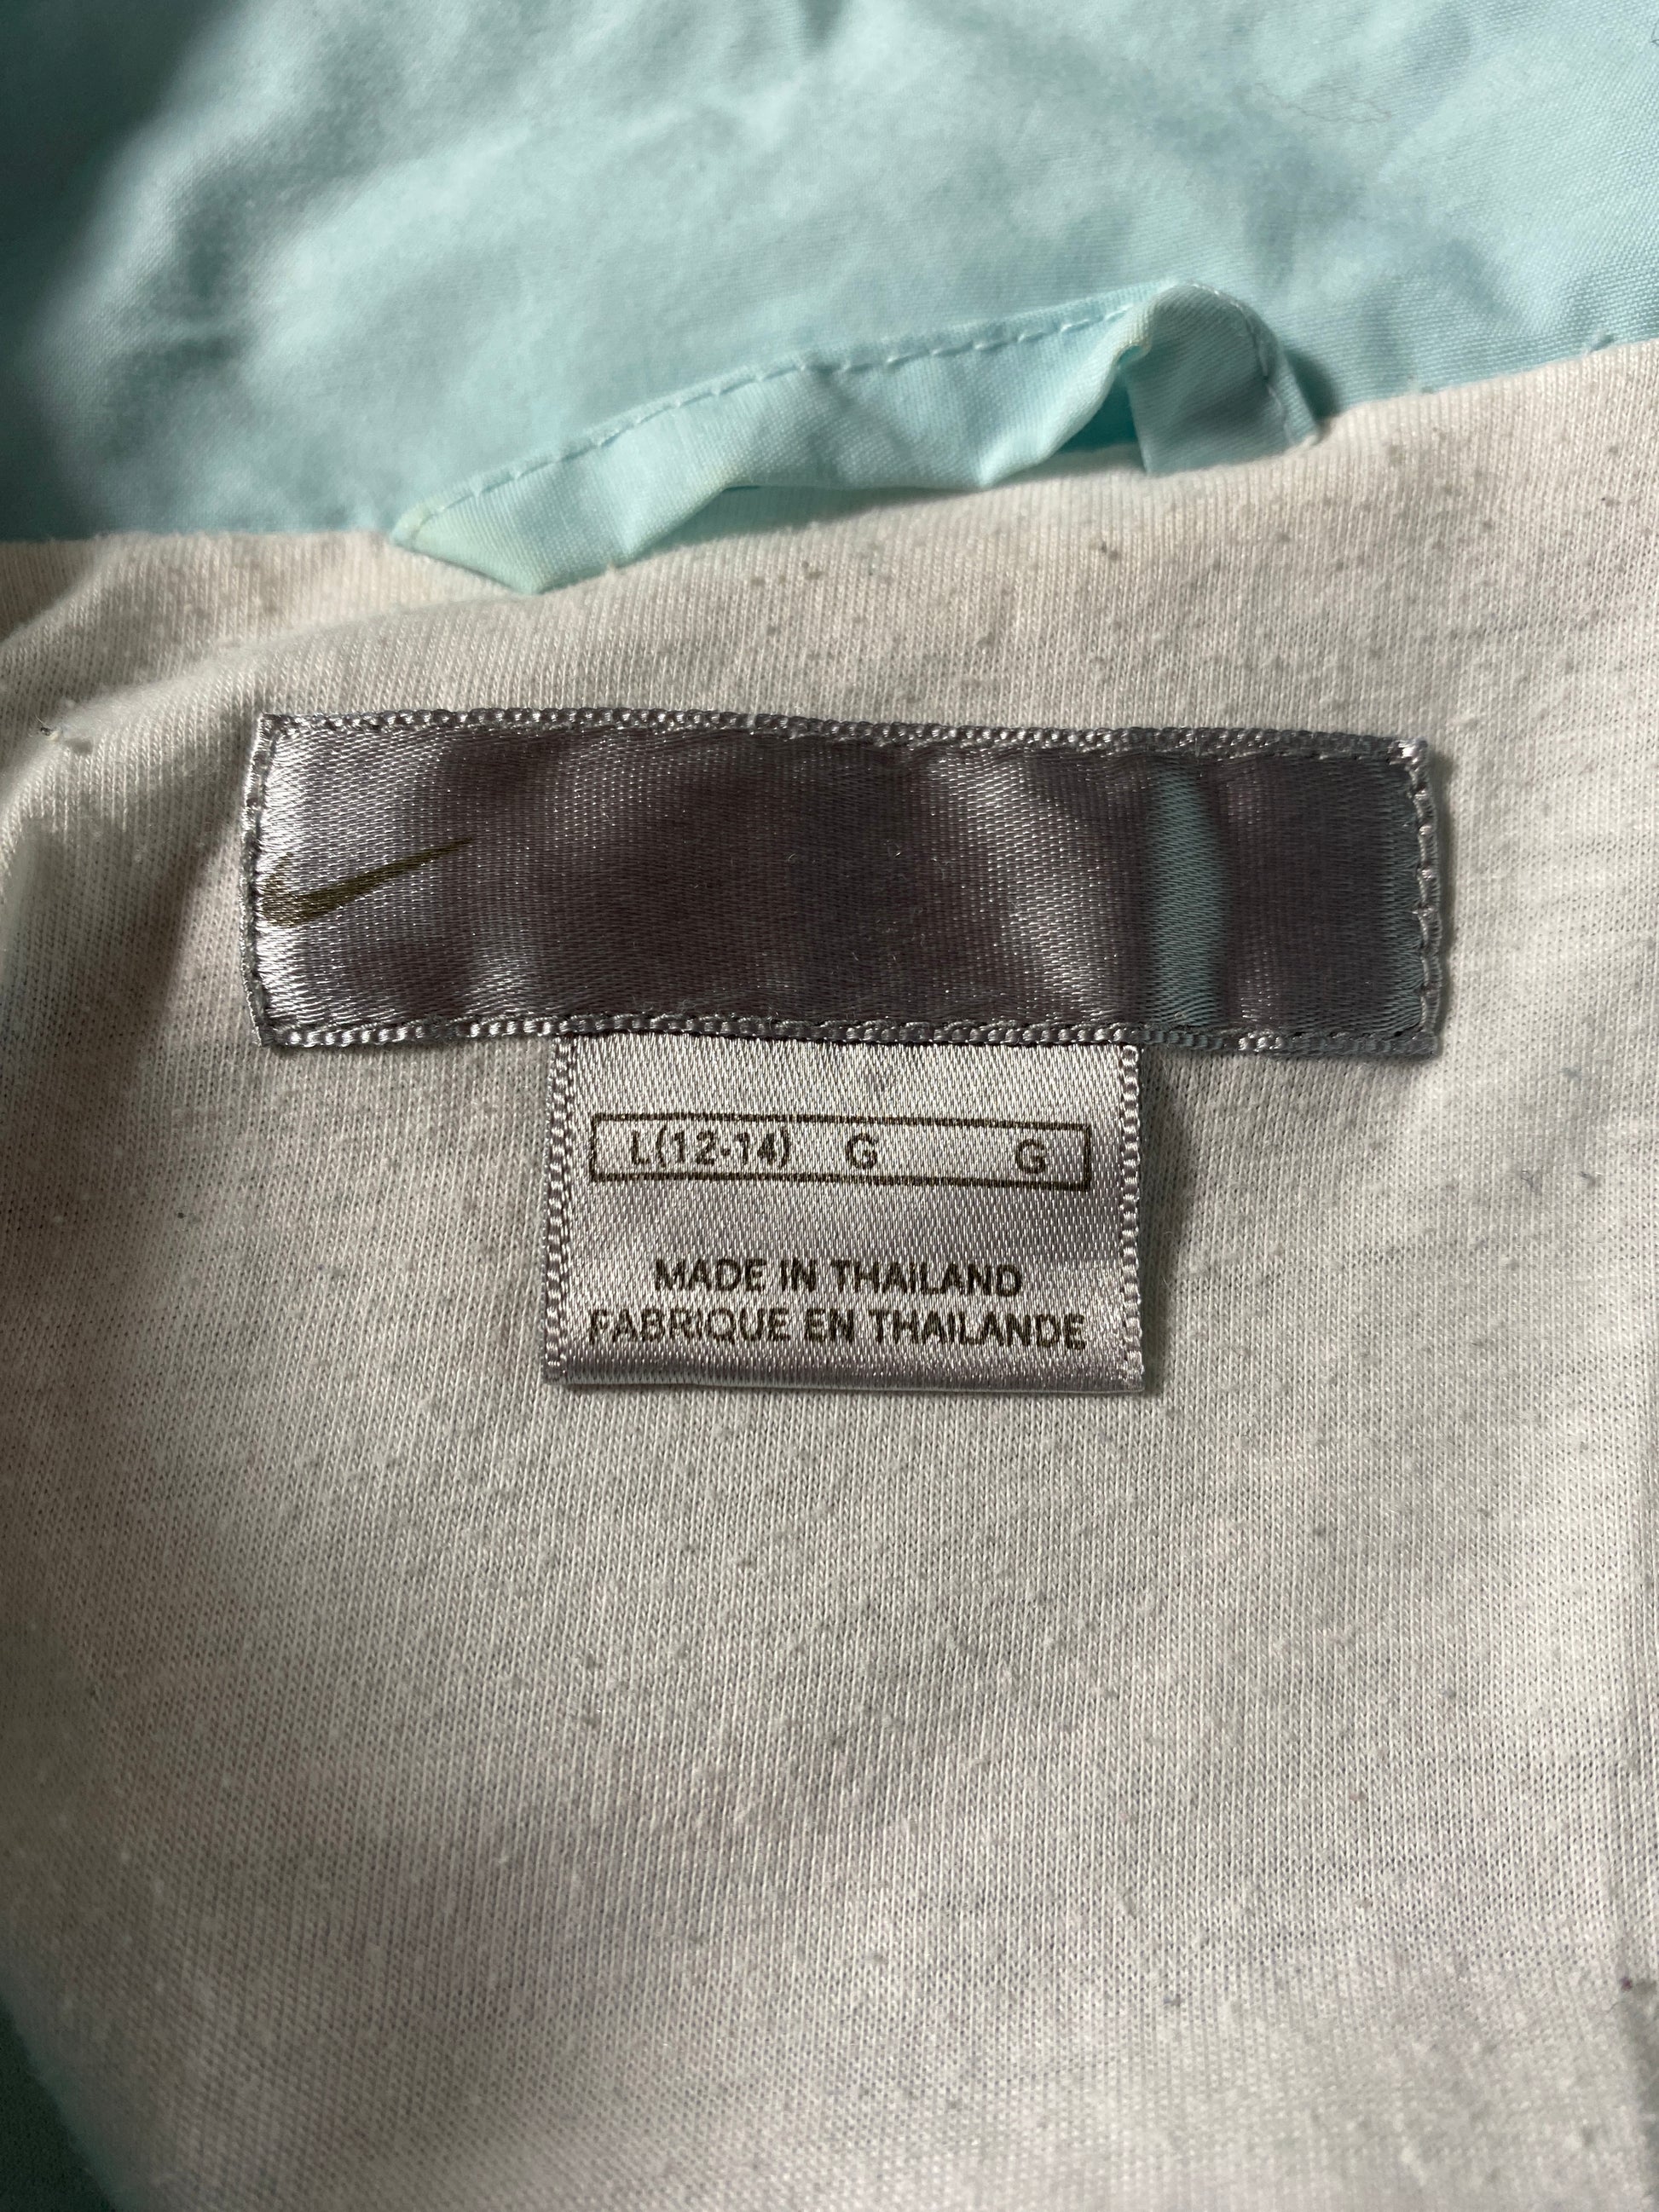 L(12-14) G G
MADE IN THAILAND
FABRIQUE EN THAILANDE